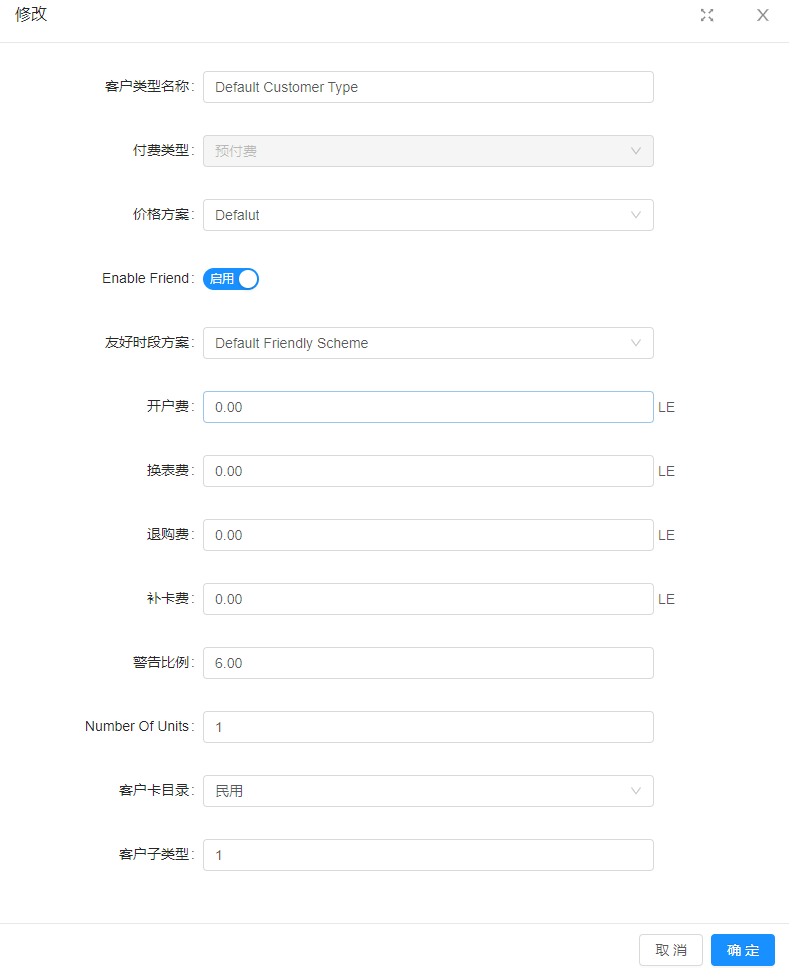 修改
客户类型名称: Default Customer Type
付费类型: 预付费
价格方案: Defalut
Enable Friend: 启用
友好时段方案: Default Friendly Scheme
开户费: 0.00 LE
换表费: 0.00 LE
退购费: 0.00 LE
补卡费: 0.00 LE
警告比例: 6.00
Number Of Units: 1
客户卡目录: 民用
客户子类型: 1
取 消 确 定